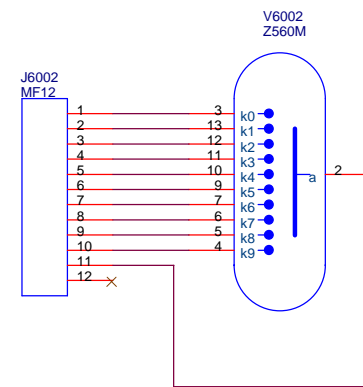 V6002
Z560M
J6002
MF12
1 3 k0
2 13 k1
3 12 k2
4 11 k3
5 10 k4 a 2
6 9 k5
7 7 k6
8 6 k7
9 5 k8
10 4 k9
11
12